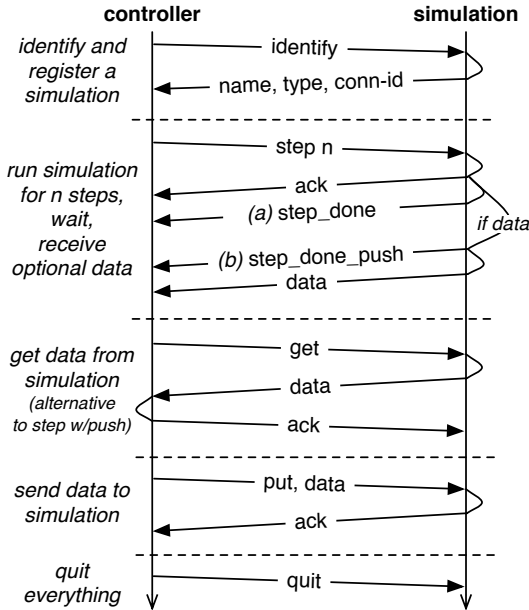 controller
simulation
identify and
register a
simulation
identify
name, type, conn-id
run simulation
for n steps,
wait,
receive
optional data
step n
ack
(a) step_done
if data
(b) step_done_push
data
get data from
simulation
(alternative
to step w/push)
get
data
ack
send data to
simulation
put, data
ack
quit
everything
quit